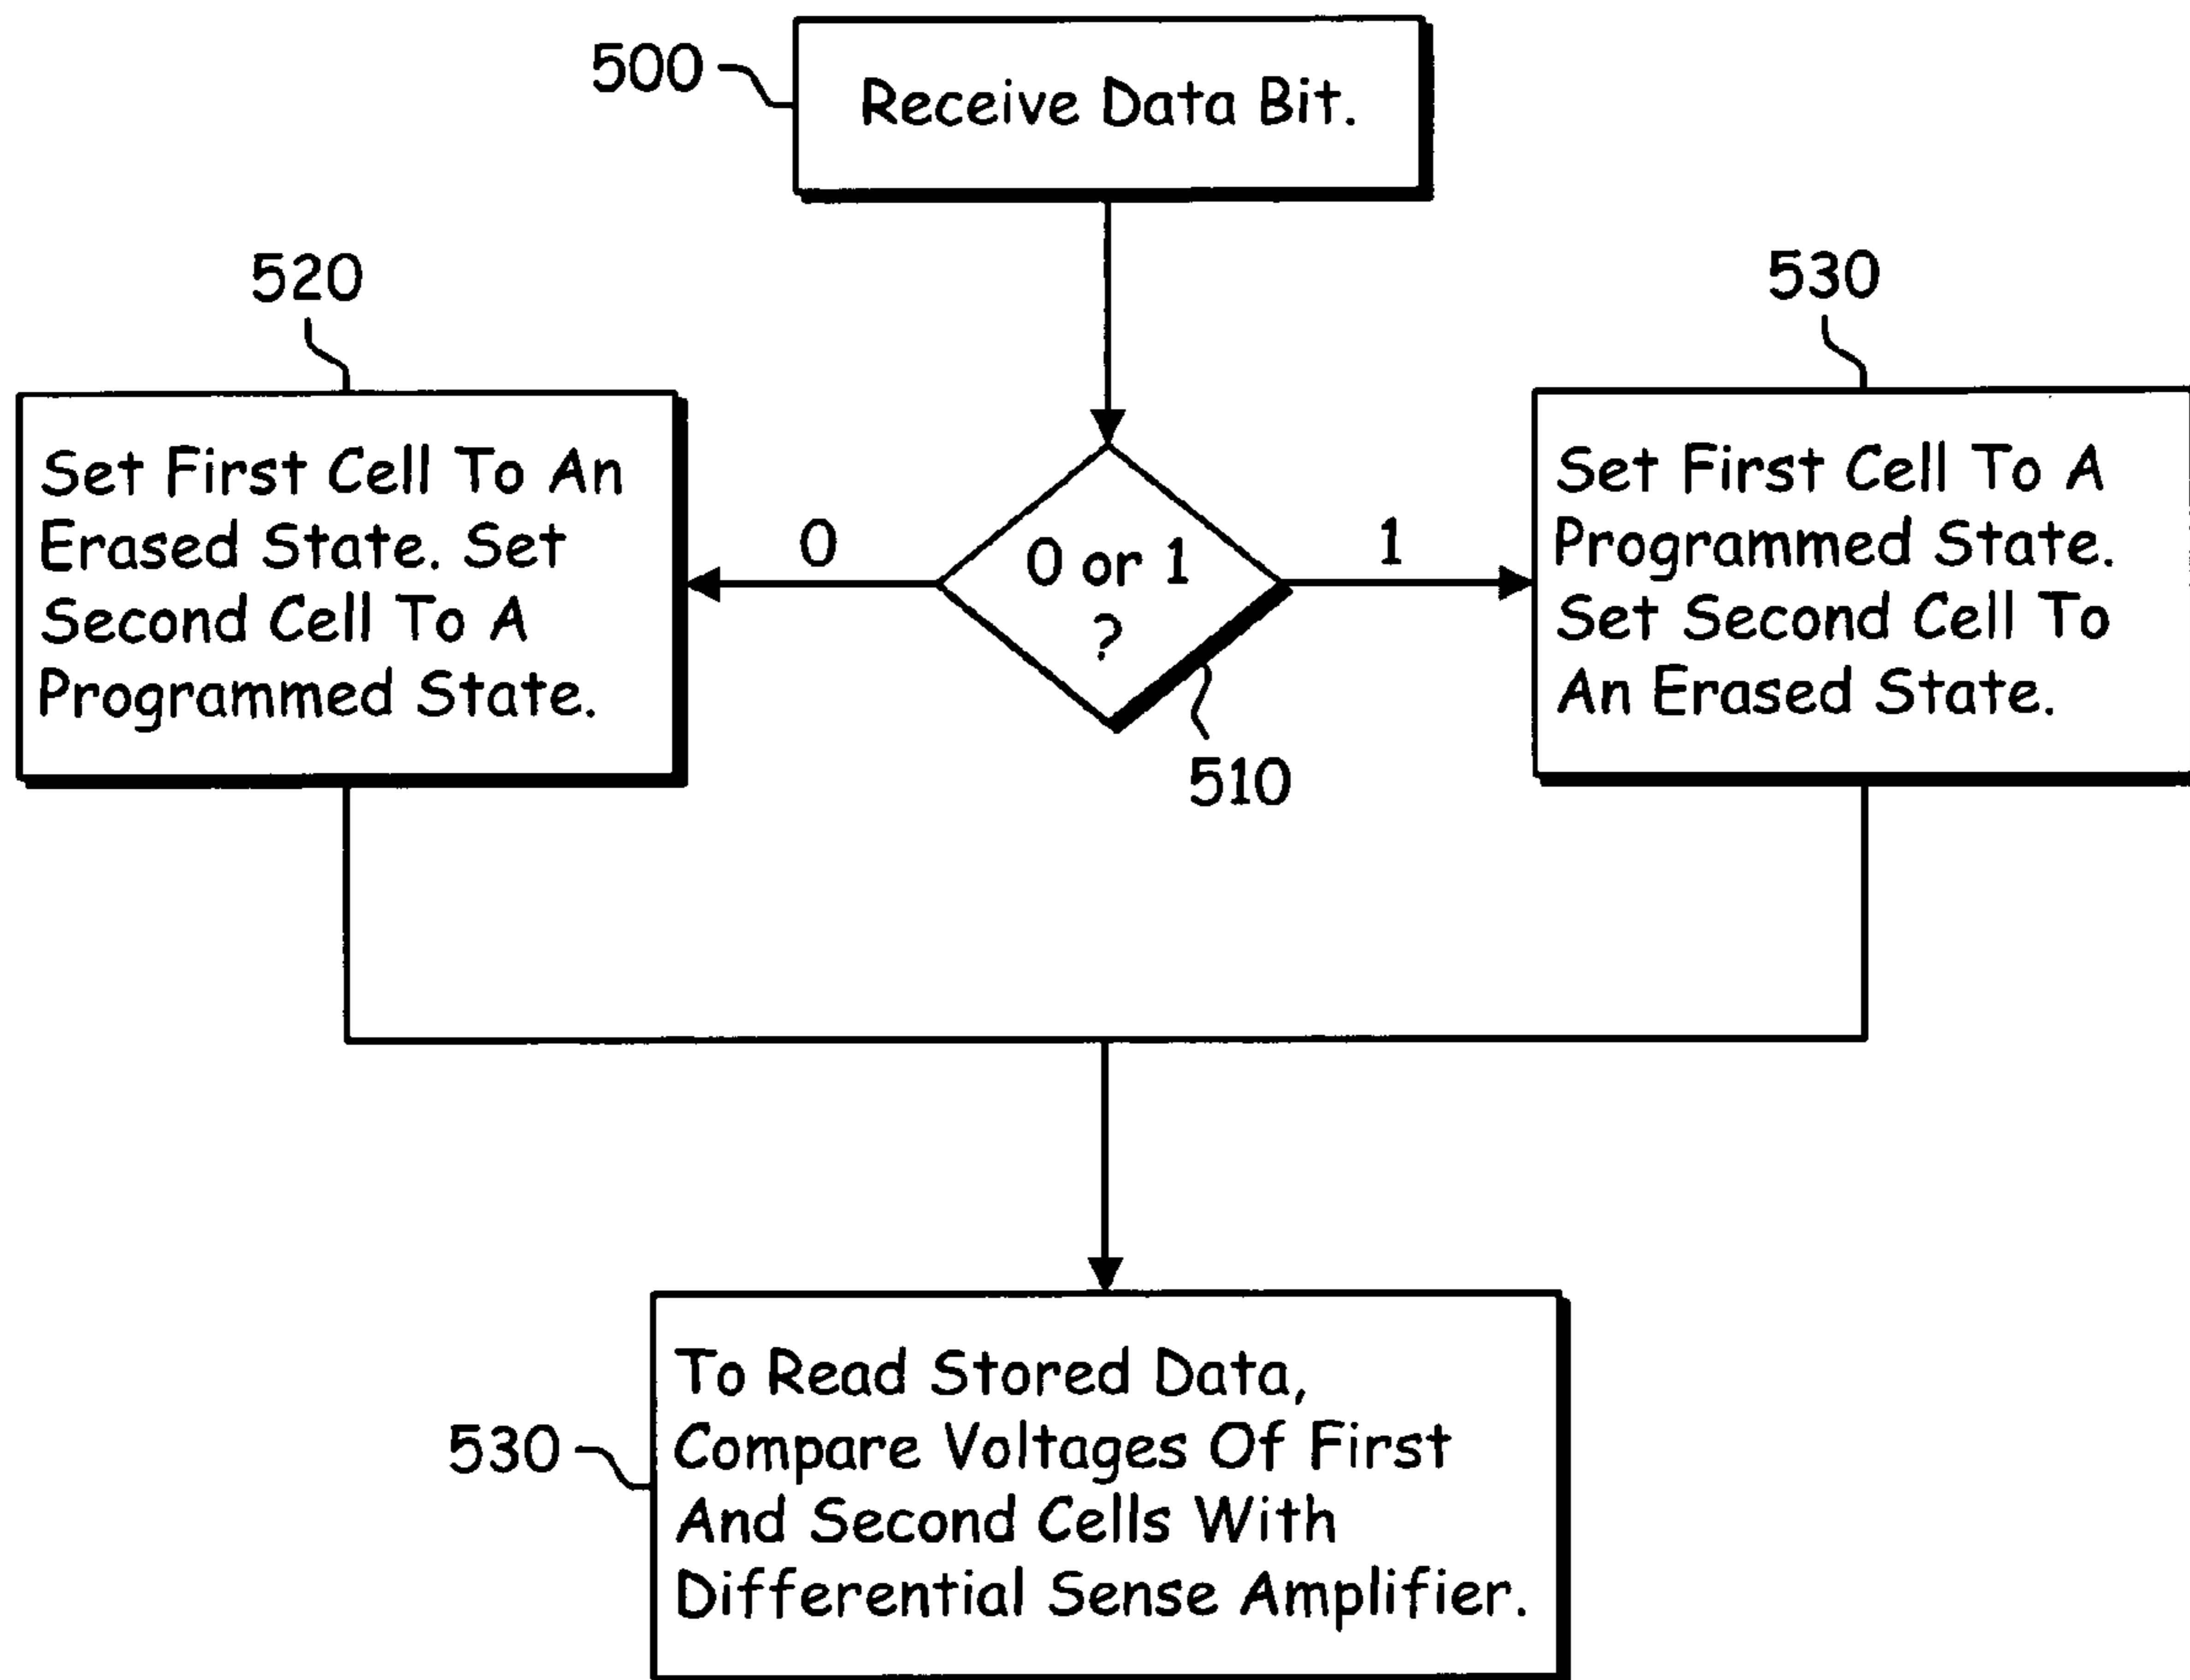 500
Receive Data Bit.
520
530
Set First Cell To An
Erased State. Set
Second Cell To A
Programmed State.
0
0 or 1
?
1
510
Set First Cell To A
Programmed State.
Set Second Cell To
An Erased State.
530
To Read Stored Data,
Compare Voltages Of First
And Second Cells With
Differential Sense Amplifier.